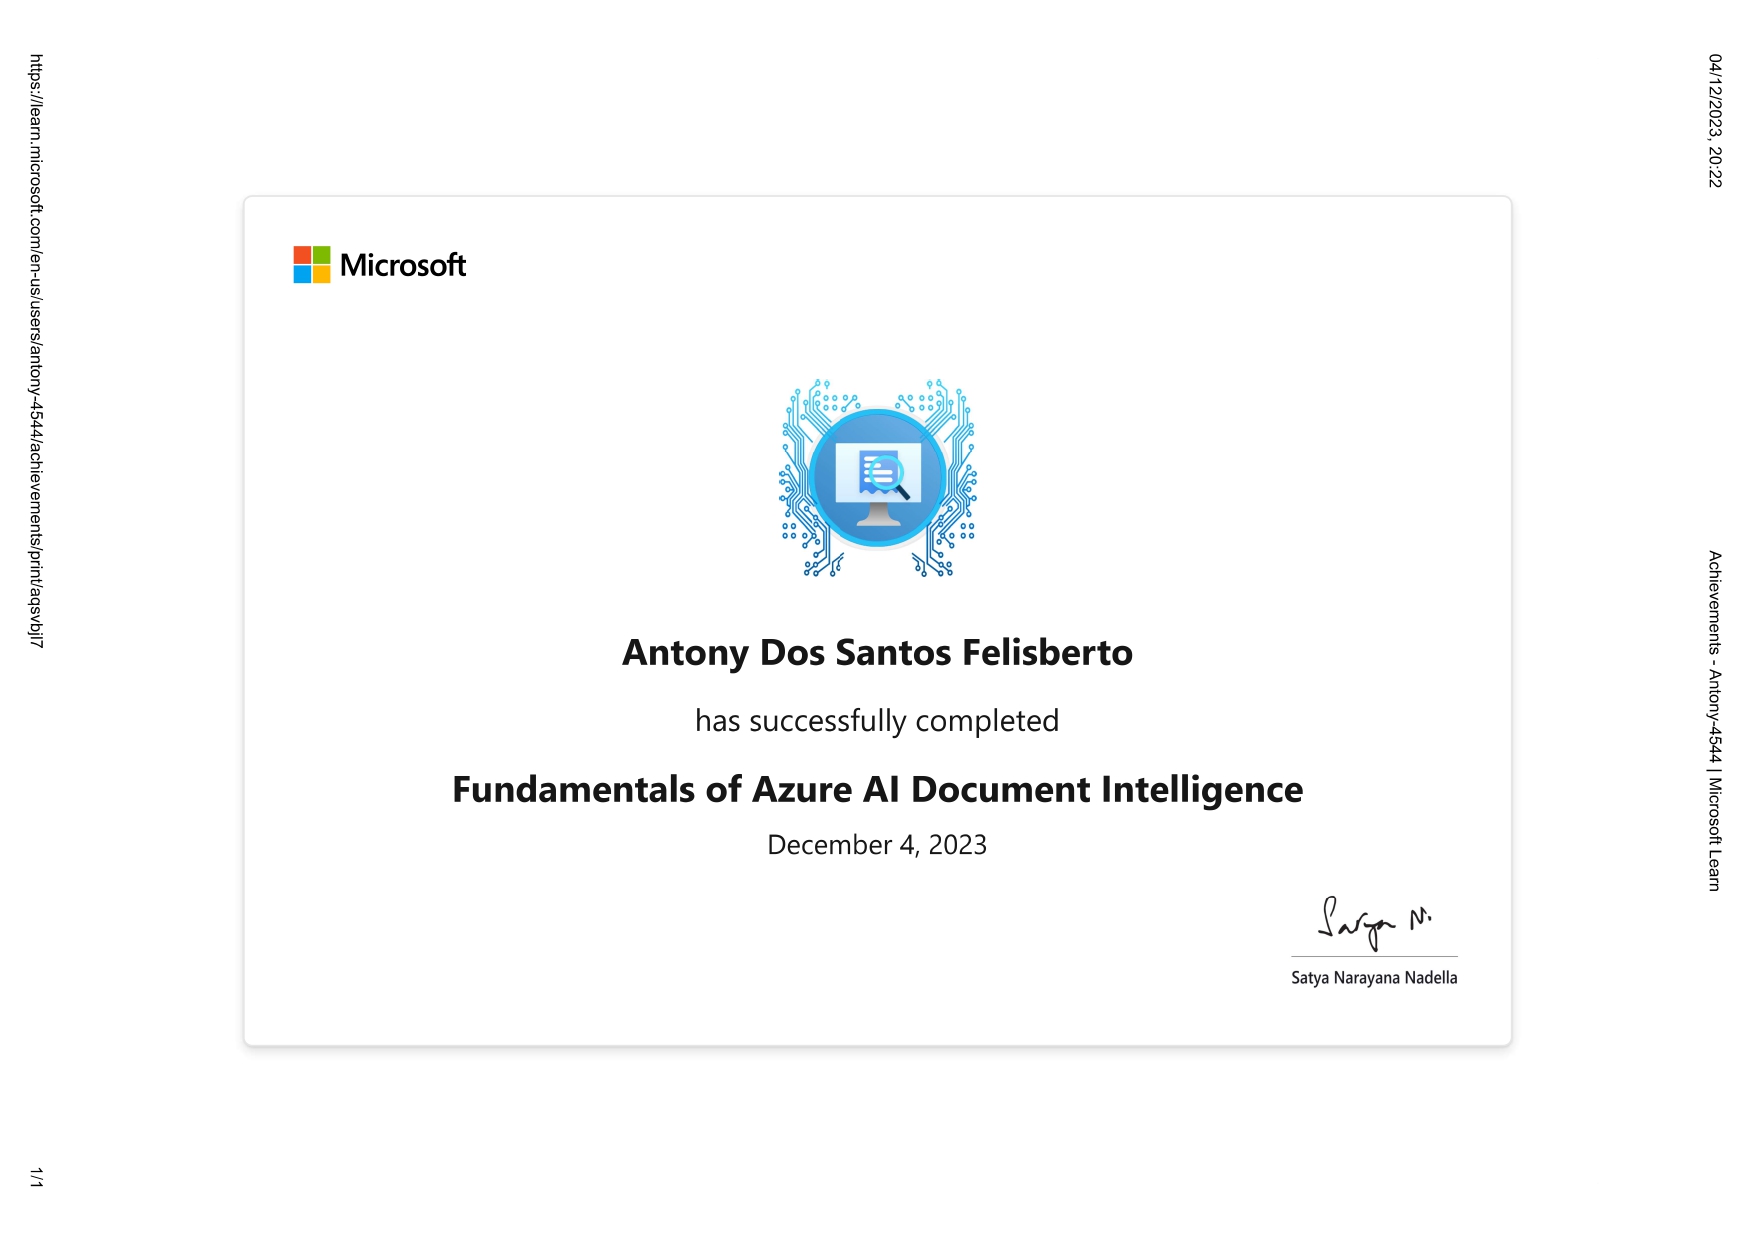 04/12/2023, 20:22
Achievements - Antony-4544 | Microsoft Learn
Microsoft
Antony Dos Santos Felisberto
has successfully completed
Fundamentals of Azure AI Document Intelligence
December 4, 2023
Satya N.
Satya Narayana Nadella
https://learn.microsoft.com/en-us/users/antony-4544/achievements/print/aqsvbjl7
1/1